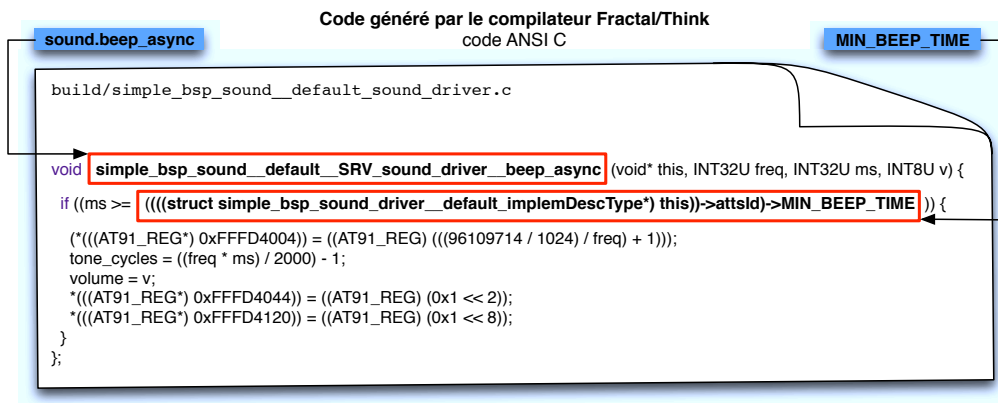 Code généré par le compilateur Fractal/Think
sound.beep_async code ANSI C MIN_BEEP_TIME
build/simple_bsp_sound__default_sound_driver.c
void simple_bsp_sound__default__SRV_sound_driver__beep_async (void* this, INT32U freq, INT32U ms, INT8U v) {
if ((ms >= ((((struct simple_bsp_sound_driver__default_implemDescType*) this))->attsId)->MIN_BEEP_TIME )) {
(*(((AT91_REG*) 0xFFFD4004)) = ((AT91_REG) (((96109714 / 1024) / freq) + 1)));
tone_cycles = ((freq * ms) / 2000) - 1;
volume = v;
*(((AT91_REG*) 0xFFFD4044)) = ((AT91_REG) (0x1 << 2));
*(((AT91_REG*) 0xFFFD4120)) = ((AT91_REG) (0x1 << 8));
}
};